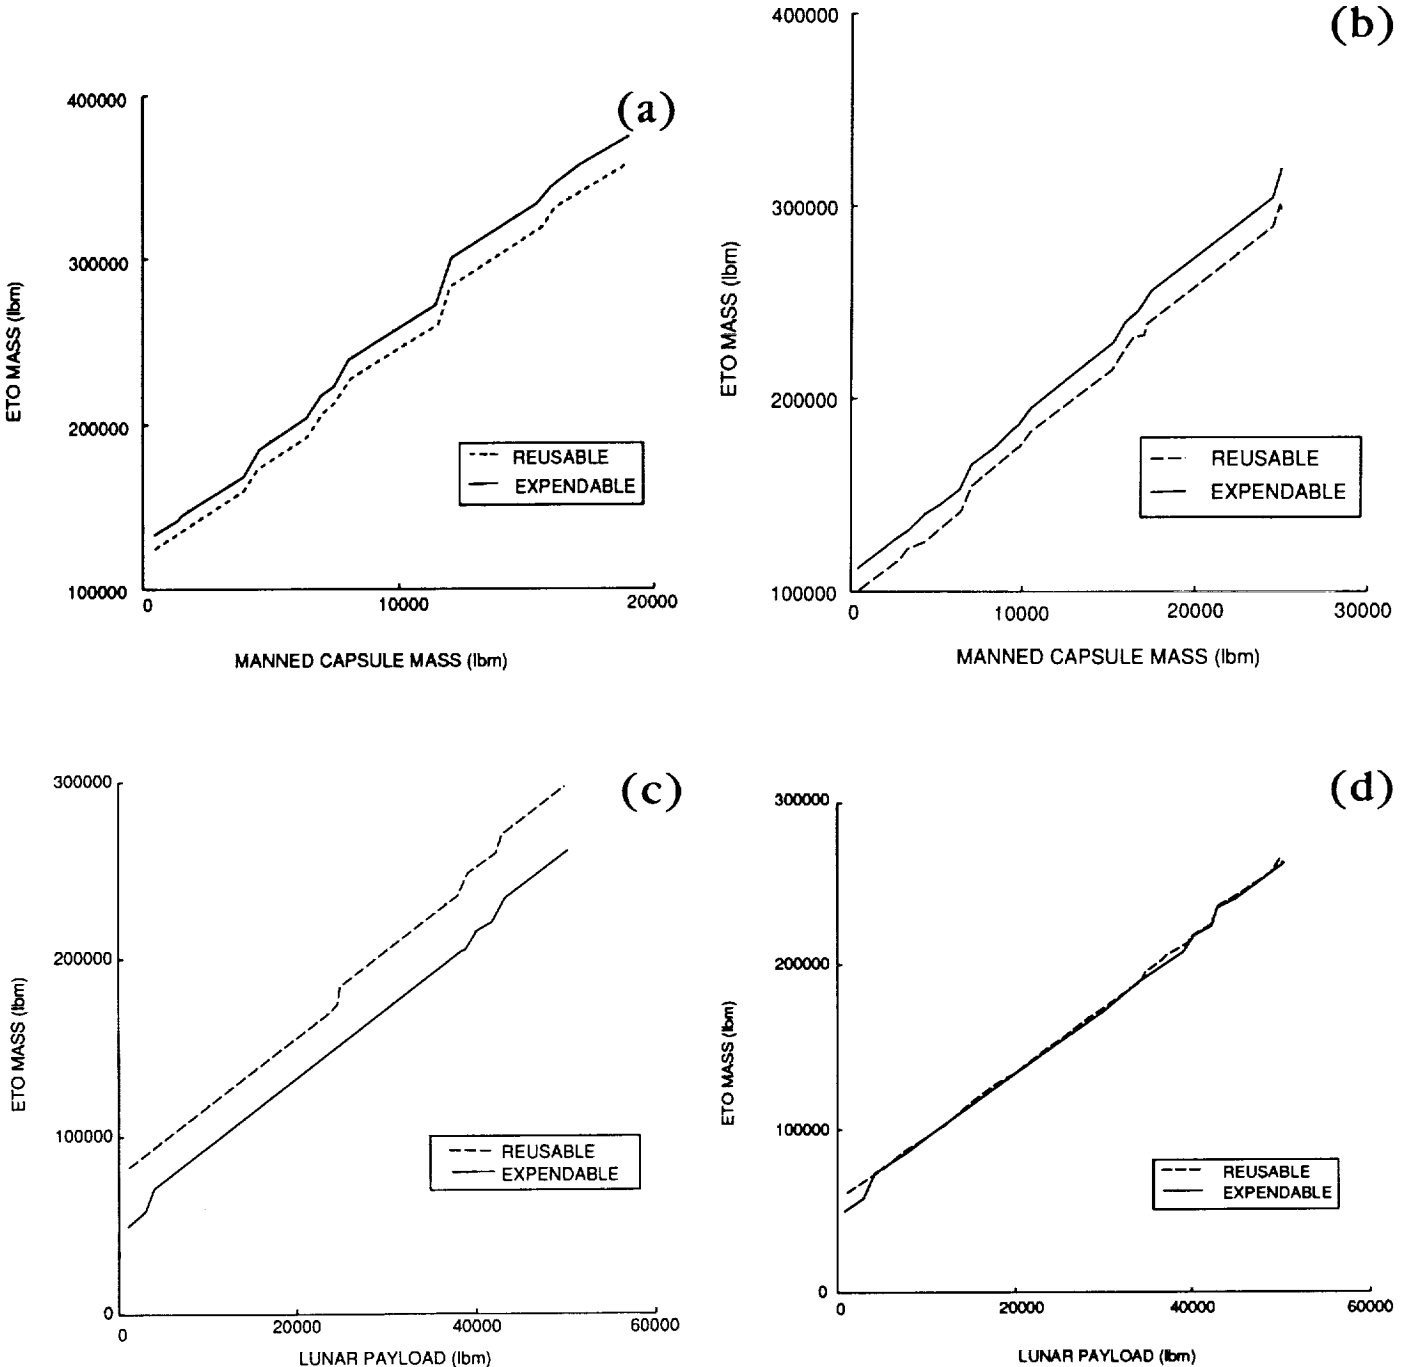 (a)
400000
300000
200000
100000
0
10000
20000
ETO MASS (lbm)
MANNED CAPSULE MASS (lbm)
REUSABLE
EXPENDABLE
(b)
400000
300000
200000
100000
0
10000
20000
30000
ETO MASS (lbm)
MANNED CAPSULE MASS (lbm)
REUSABLE
EXPENDABLE
(c)
300000
200000
100000
0
0
20000
40000
60000
ETO MASS (lbm)
LUNAR PAYLOAD (lbm)
REUSABLE
EXPENDABLE
(d)
300000
200000
100000
0
0
20000
40000
60000
ETO MASS (lbm)
LUNAR PAYLOAD (lbm)
REUSABLE
EXPENDABLE